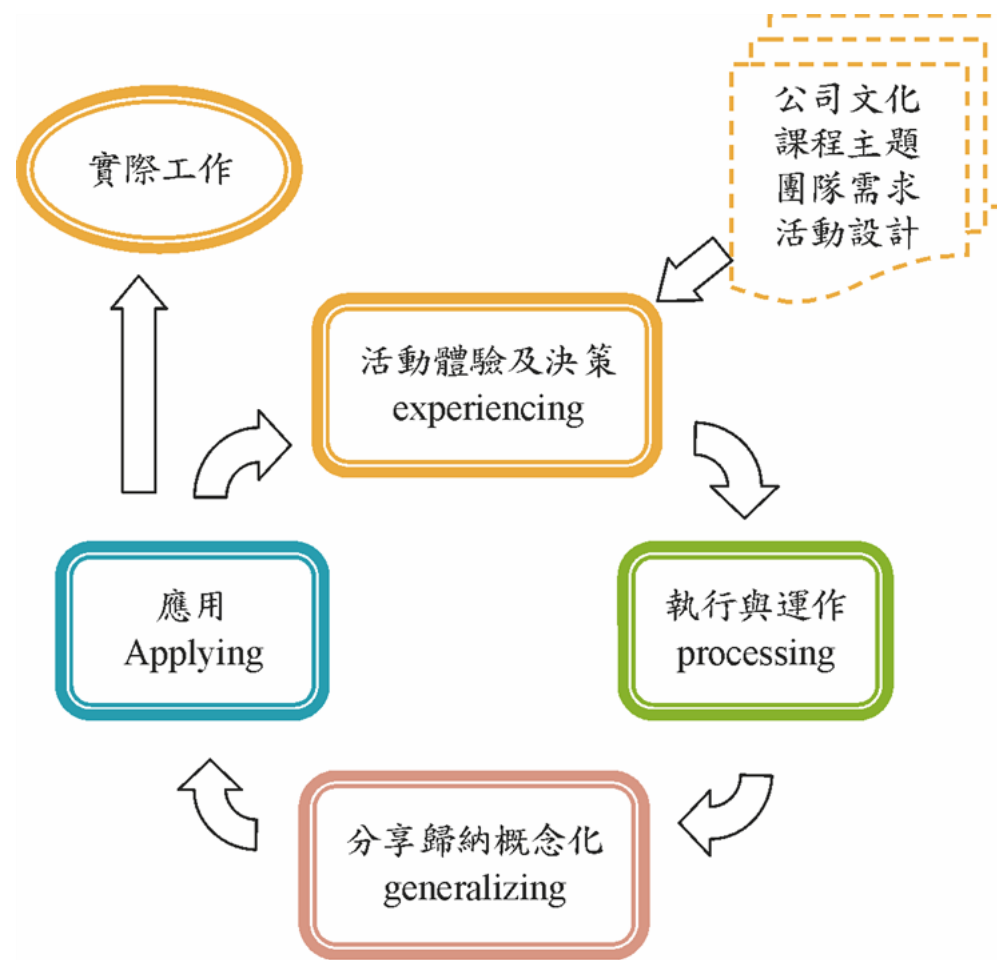 公司文化
課程主題
團隊需求
活動設計
實際工作
活動體驗及決策
experiencing
執行與運作
processing
分享歸納概念化
generalizing
應用
Applying